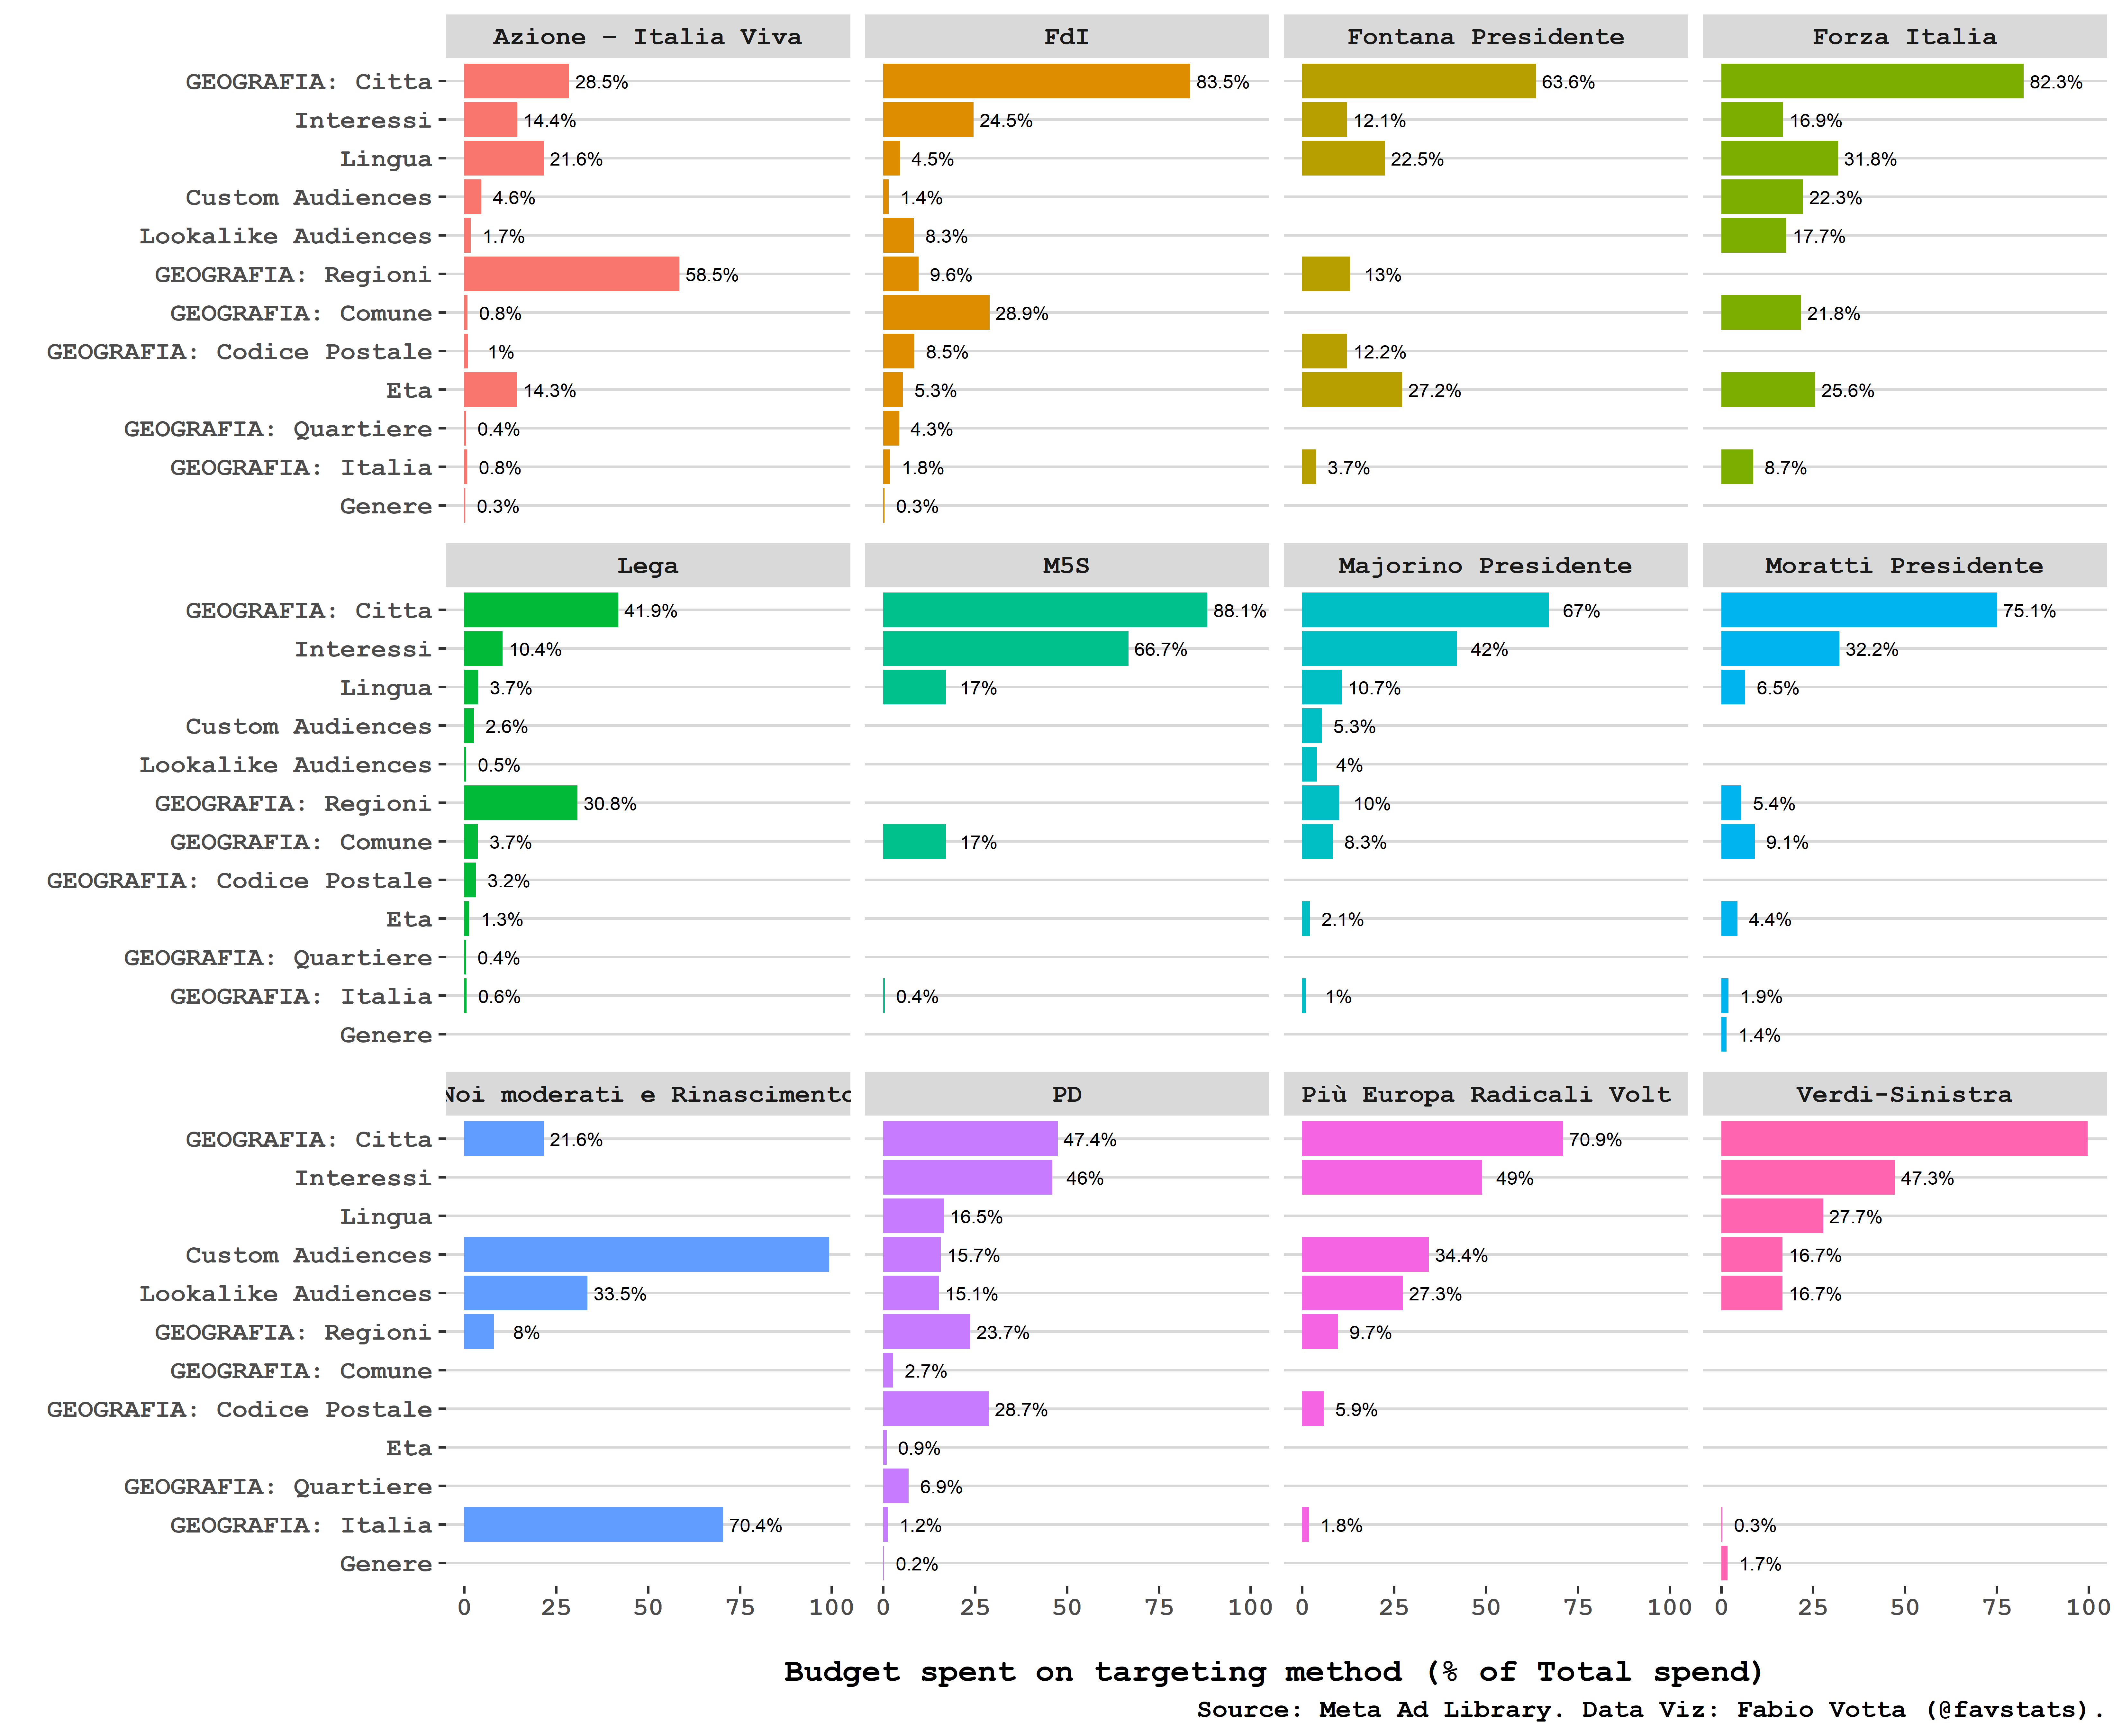 Azione – Italia Viva FdI Fontana Presidente Forza Italia
GEOGRAFIA: Citta 28.5% 83.5% 63.6% 82.3%
Interessi 14.4% 24.5% 12.1% 16.9%
Lingua 21.6% 4.5% 22.5% 31.8%
Custom Audiences 4.6% 1.4% 22.3%
Lookalike Audiences 1.7% 8.3% 17.7%
GEOGRAFIA: Regioni 58.5% 9.6% 13%
GEOGRAFIA: Comune 0.8% 28.9% 21.8%
GEOGRAFIA: Codice Postale 1% 8.5% 12.2%
Eta 14.3% 5.3% 27.2% 25.6%
GEOGRAFIA: Quartiere 0.4% 4.3%
GEOGRAFIA: Italia 0.8% 1.8% 3.7% 8.7%
Genere 0.3% 0.3%
Lega M5S Majorino Presidente Moratti Presidente
GEOGRAFIA: Citta 41.9% 88.1% 67% 75.1%
Interessi 10.4% 66.7% 42% 32.2%
Lingua 3.7% 17% 10.7% 6.5%
Custom Audiences 2.6% 5.3%
Lookalike Audiences 0.5% 4%
GEOGRAFIA: Regioni 30.8% 10% 5.4%
GEOGRAFIA: Comune 3.7% 17% 8.3% 9.1%
GEOGRAFIA: Codice Postale 3.2%
Eta 1.3% 2.1% 4.4%
GEOGRAFIA: Quartiere 0.4%
GEOGRAFIA: Italia 0.6% 0.4% 1% 1.9%
Genere 1.4%
Noi moderati e Rinascimento PD Più Europa Radicali Volt Verdi-Sinistra
GEOGRAFIA: Citta 21.6% 47.4% 70.9%
Interessi 46% 49% 47.3%
Lingua 16.5% 27.7%
Custom Audiences 15.7% 34.4% 16.7%
Lookalike Audiences 33.5% 15.1% 27.3% 16.7%
GEOGRAFIA: Regioni 8% 23.7% 9.7%
GEOGRAFIA: Comune 2.7%
GEOGRAFIA: Codice Postale 28.7% 5.9%
Eta 0.9%
GEOGRAFIA: Quartiere 6.9%
GEOGRAFIA: Italia 70.4% 1.2% 1.8% 0.3%
Genere 0.2% 1.7%
0 25 50 75 100 0 25 50 75 100 0 25 50 75 100 0 25 50 75 100
Budget spent on targeting method (% of Total spend)
Source: Meta Ad Library. Data Viz: Fabio Votta (@favstats).